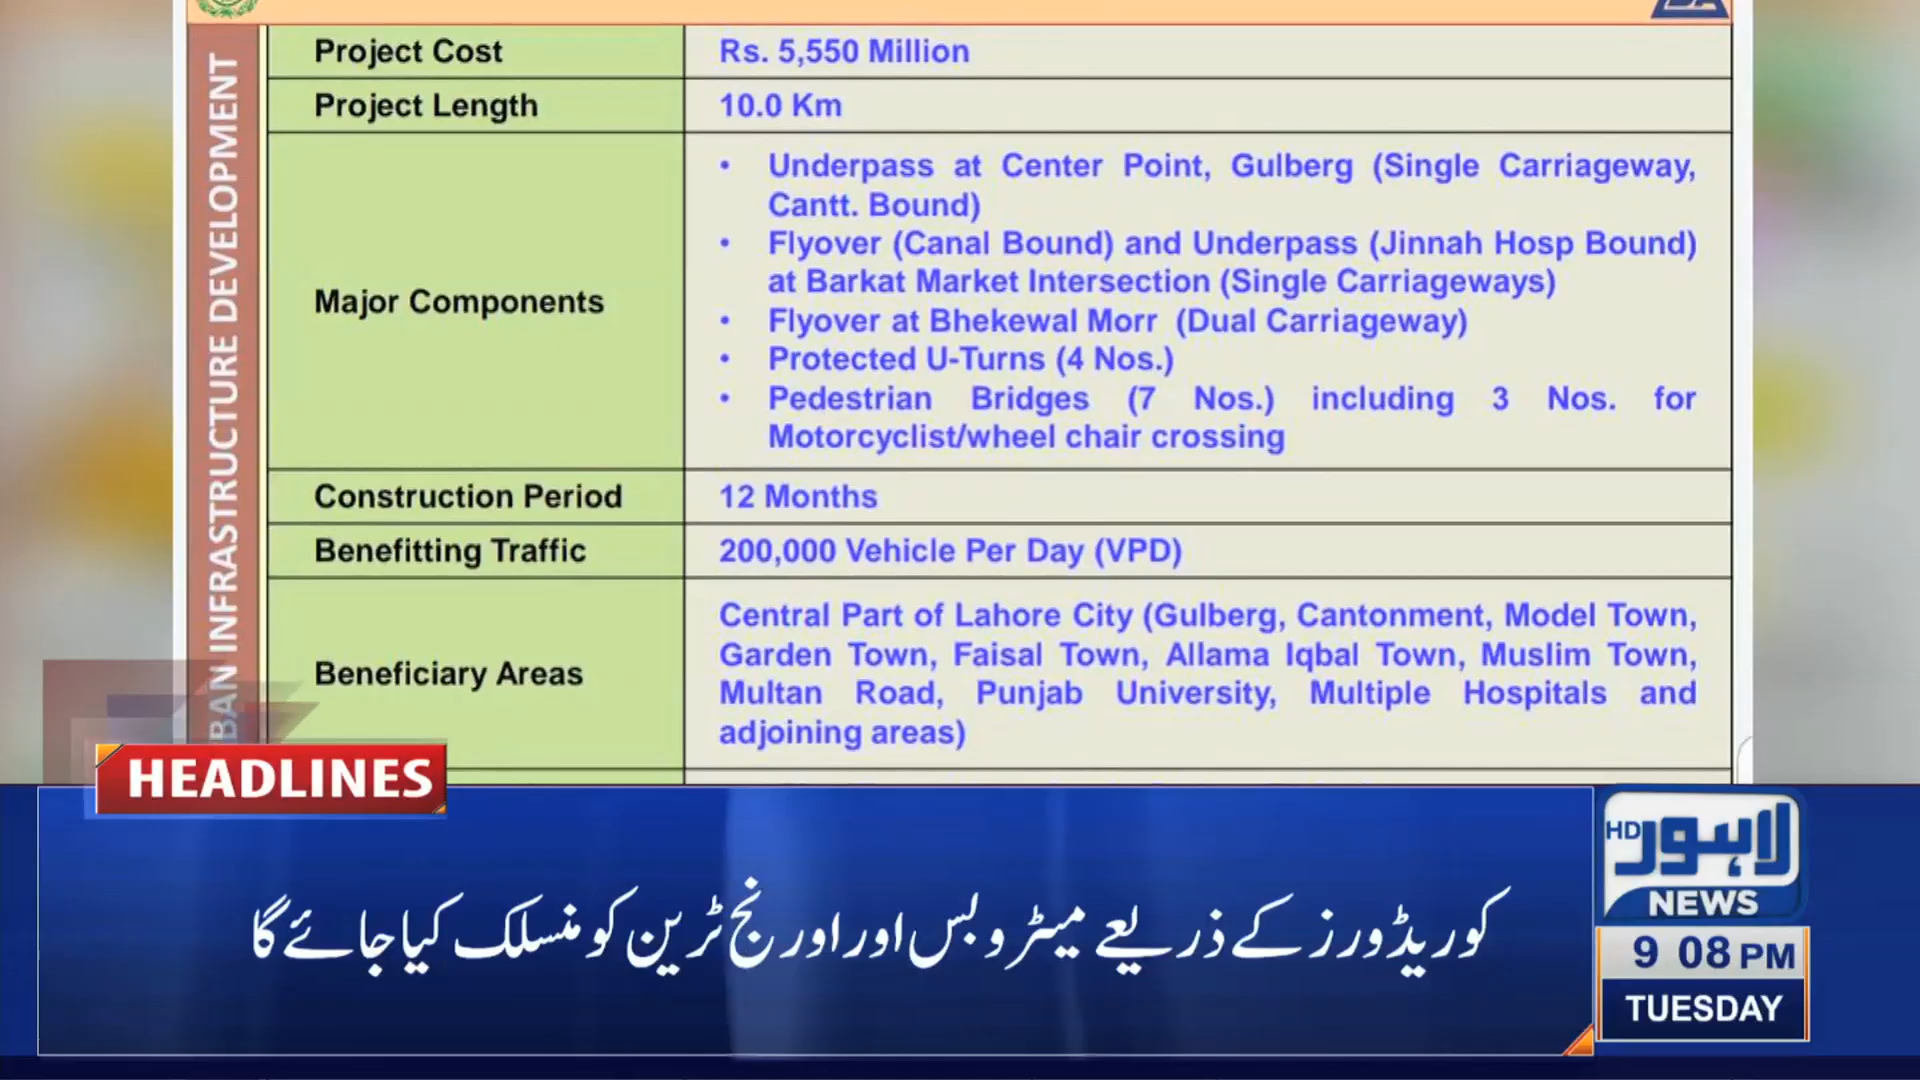 Project Cost
Rs. 5,550 Million
Project Length
10.0 Km
Major Components
• Underpass at Center Point, Gulberg (Single Carriageway,
Cantt. Bound)
• Flyover (Canal Bound) and Underpass (Jinnah Hosp Bound)
at Barkat Market Intersection (Single Carriageways)
• Flyover at Bhekewal Morr (Dual Carriageway)
• Protected U-Turns (4 Nos.)
• Pedestrian Bridges (7 Nos.) including 3 Nos. for
Motorcyclist/wheel chair crossing
Construction Period
12 Months
Benefitting Traffic
200,000 Vehicle Per Day (VPD)
Beneficiary Areas
Central Part of Lahore City (Gulberg, Cantonment, Model Town,
Garden Town, Faisal Town, Allama Iqbal Town, Muslim Town,
Multan Road, Punjab University, Multiple Hospitals and
adjoining areas)
BAN INFRASTRUCTURE DEVELOPMENT
HEADLINES
کوریڈورز کے ذریعے میٹرو بس اور اورنج ٹرین کو منسلک کیا جائے گا
لاہور HD
NEWS
9 08 PM
TUESDAY